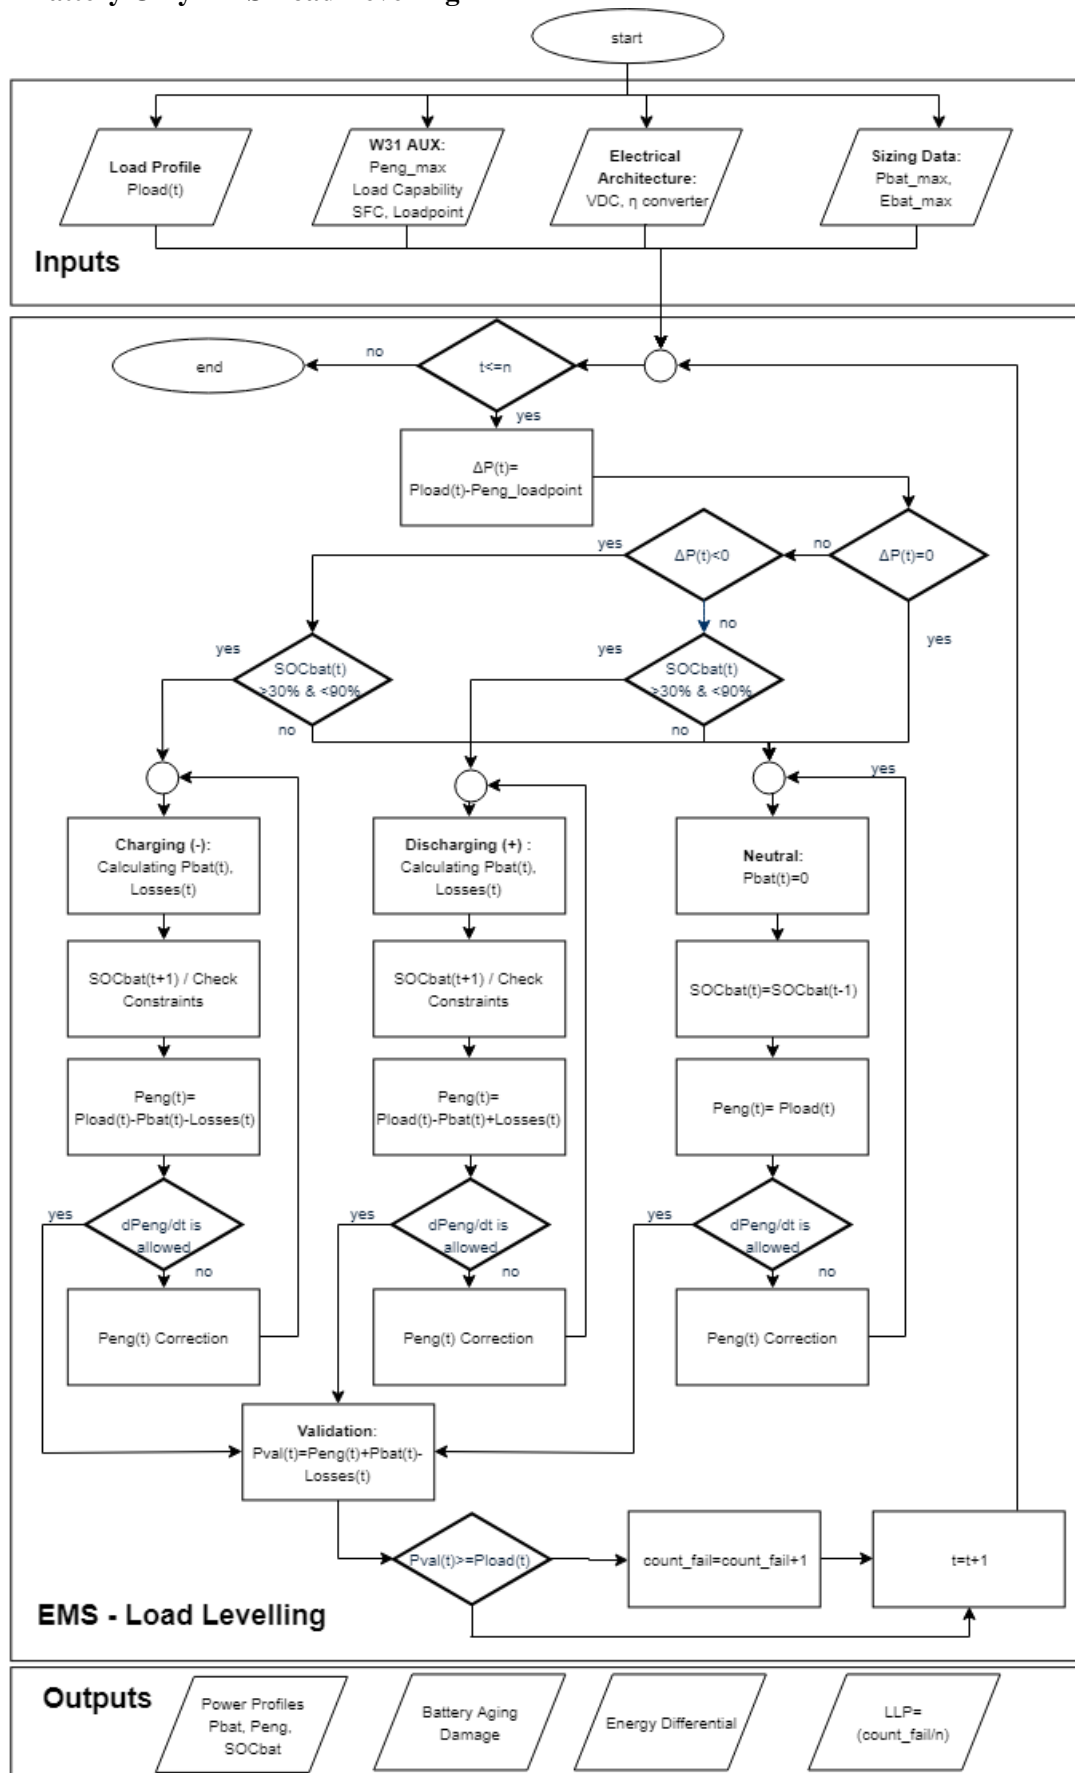 start
Load Profile
Pload(t)
W31 AUX:
Peng_max
Load Capability
SFC, Loadpoint
Electrical
Architecture:
VDC, η converter
Sizing Data:
Pbat_max,
Ebat_max
Inputs
end
no
t<=n
yes
ΔP(t)=
Pload(t)-Peng_loadpoint
yes
ΔP(t)<0
no
ΔP(t)=0
no
yes
yes
SOCbat(t)
≥30% & <90%
no
yes
SOCbat(t)
≥30% & <90%
no
yes
Charging (-):
Calculating Pbat(t),
Losses(t)
Discharging (+) :
Calculating Pbat(t),
Losses(t)
Neutral:
Pbat(t)=0
SOCbat(t+1) / Check
Constraints
SOCbat(t+1) / Check
Constraints
SOCbat(t)=SOCbat(t-1)
Peng(t)=
Pload(t)-Pbat(t)-Losses(t)
Peng(t)=
Pload(t)-Pbat(t)+Losses(t)
Peng(t)= Pload(t)
yes
dPeng/dt is
allowed
no
yes
dPeng/dt is
allowed
no
yes
dPeng/dt is
allowed
no
Peng(t) Correction
Peng(t) Correction
Peng(t) Correction
Validation:
Pval(t)=Peng(t)+Pbat(t)-
Losses(t)
Pval(t)>=Pload(t)
count_fail=count_fail+1
t=t+1
EMS - Load Levelling
Outputs
Power Profiles
Pbat, Peng,
SOCbat
Battery Aging
Damage
Energy Differential
LLP=
(count_fail/n)